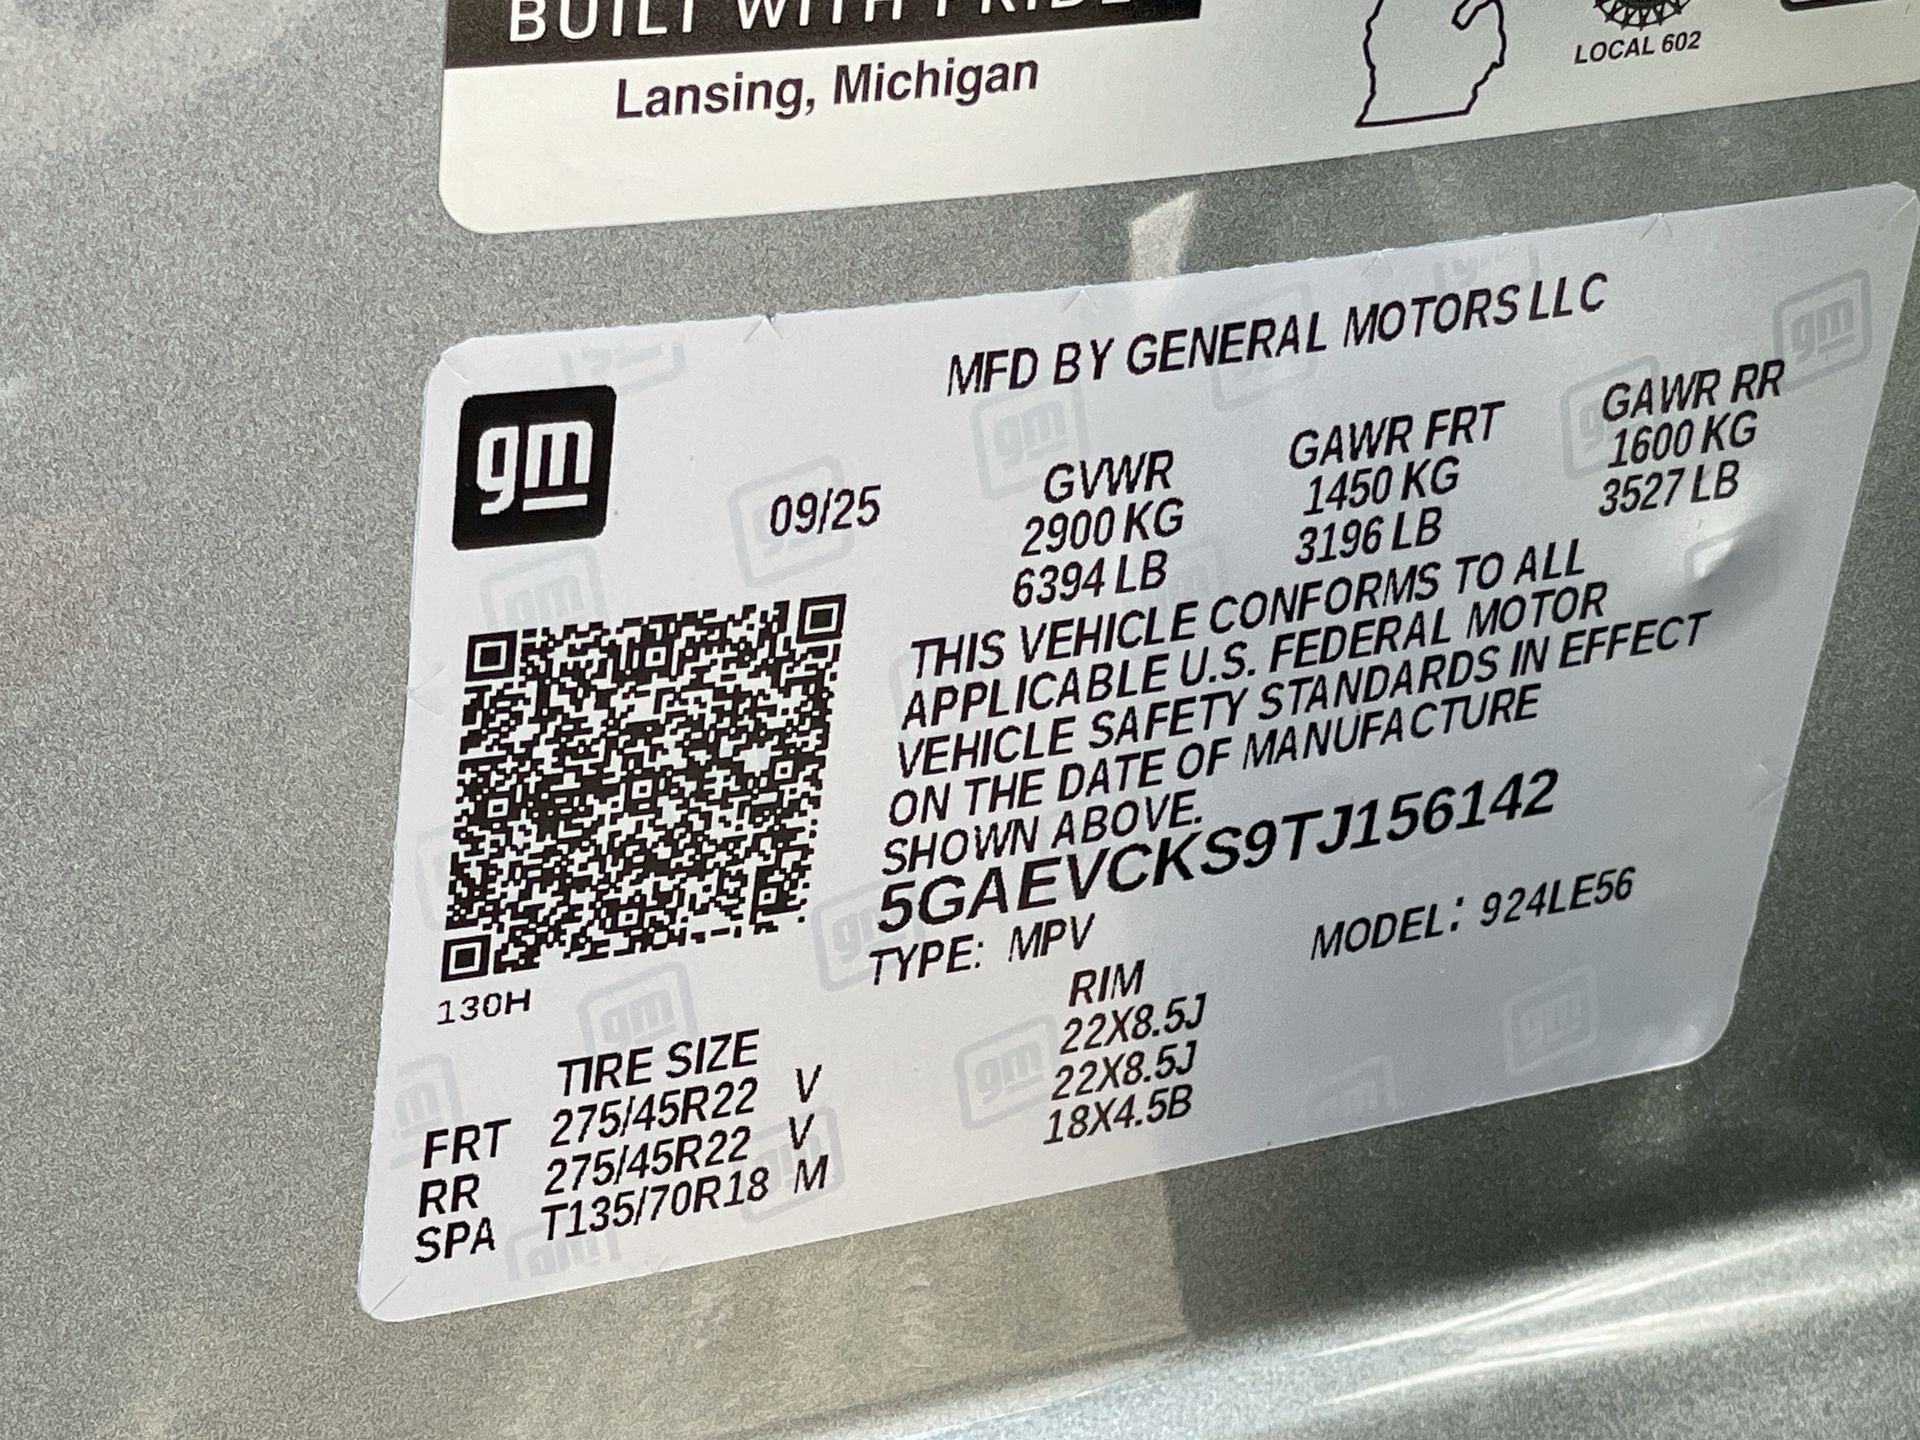 BUILT WITH PRIDE
Lansing, Michigan
LOCAL 602
MFD BY GENERAL MOTORS LLC
gm
09/25
GVWR GAWR FRT GAWR RR
2900 KG 1450 KG 1600 KG
6394 LB 3196 LB 3527 LB
THIS VEHICLE CONFORMS TO ALL
APPLICABLE U.S. FEDERAL MOTOR
VEHICLE SAFETY STANDARDS IN EFFECT
ON THE DATE OF MANUFACTURE
SHOWN ABOVE.
5GAEVCKS9TJ156142
TYPE: MPV MODEL: 924LE56
130H
TIRE SIZE RIM
FRT 275/45R22 V 22X8.5J
RR 275/45R22 V 22X8.5J
SPA T135/70R18 M 18X4.5B